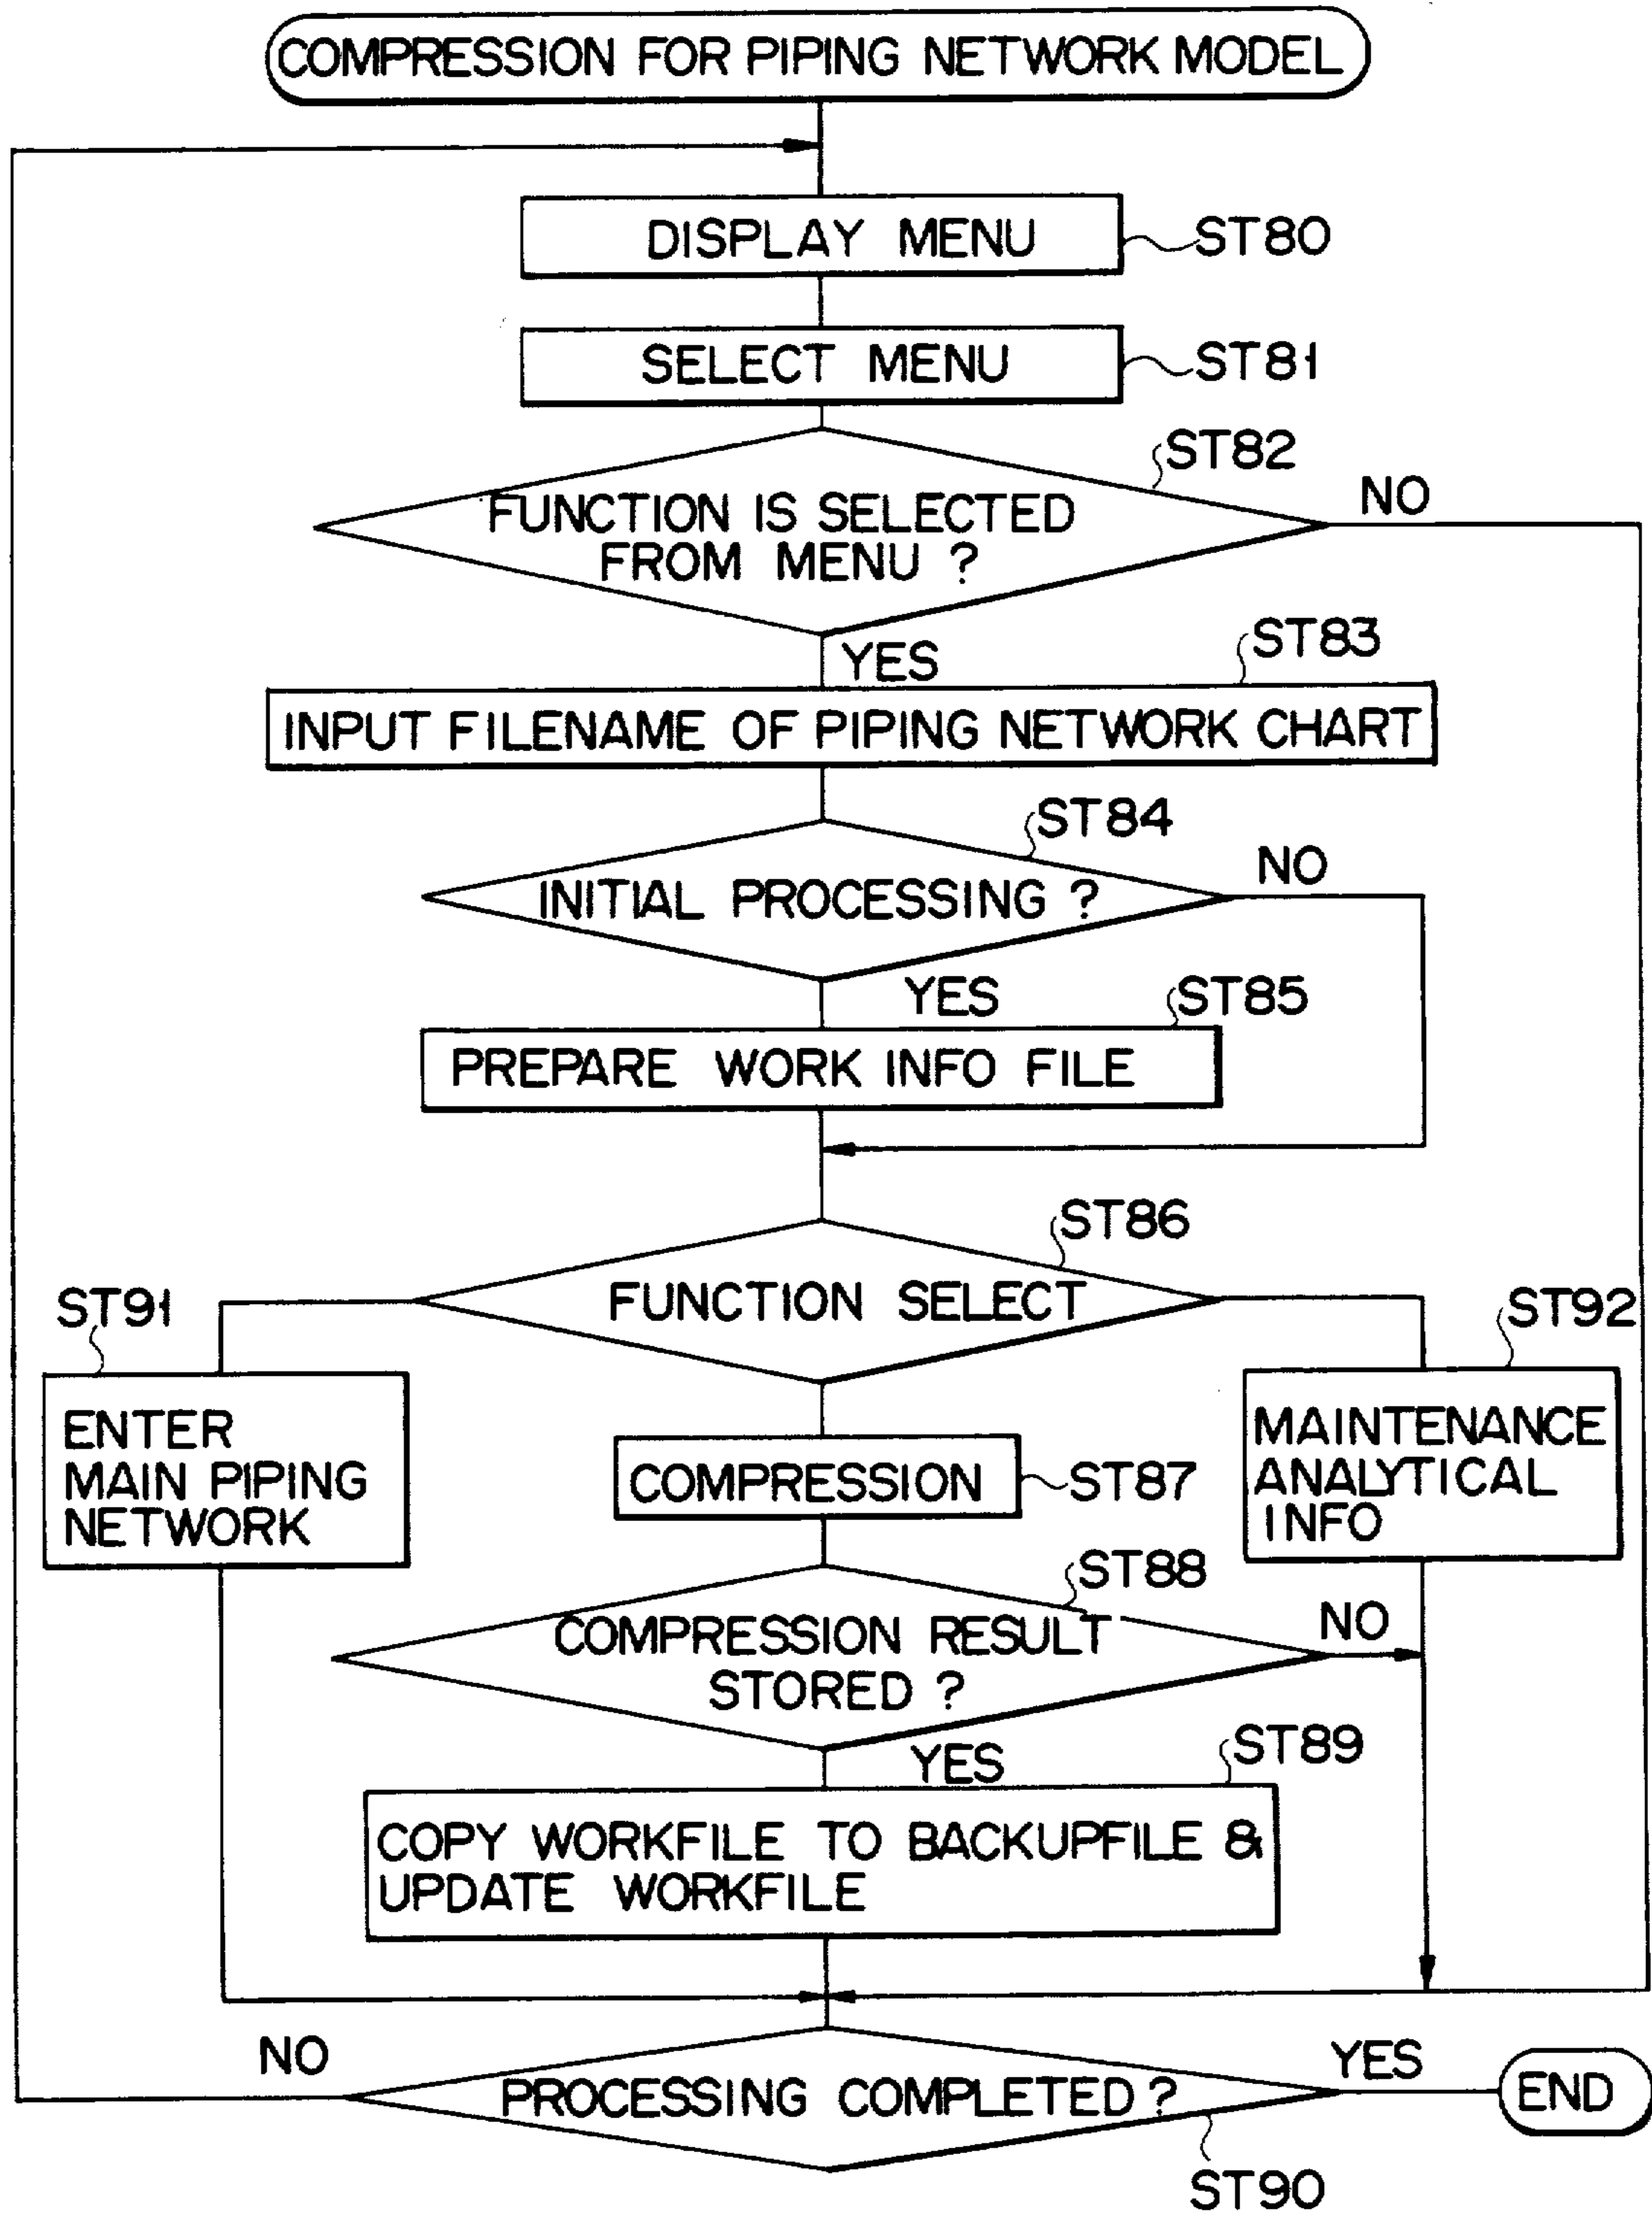 COMPRESSION FOR PIPING NETWORK MODEL
DISPLAY MENU
ST80
SELECT MENU
ST81
ST82
FUNCTION IS SELECTED
FROM MENU ?
NO
YES
ST83
INPUT FILENAME OF PIPING NETWORK CHART
ST84
INITIAL PROCESSING ?
NO
YES
ST85
PREPARE WORK INFO FILE
ST86
FUNCTION SELECT
ST91
ENTER
MAIN PIPING
NETWORK
COMPRESSION
ST87
ST92
MAINTENANCE
ANALYTICAL
INFO
ST88
COMPRESSION RESULT
STORED ?
NO
YES
ST89
COPY WORKFILE TO BACKUPFILE &
UPDATE WORKFILE
NO
PROCESSING COMPLETED ?
YES
END
ST90